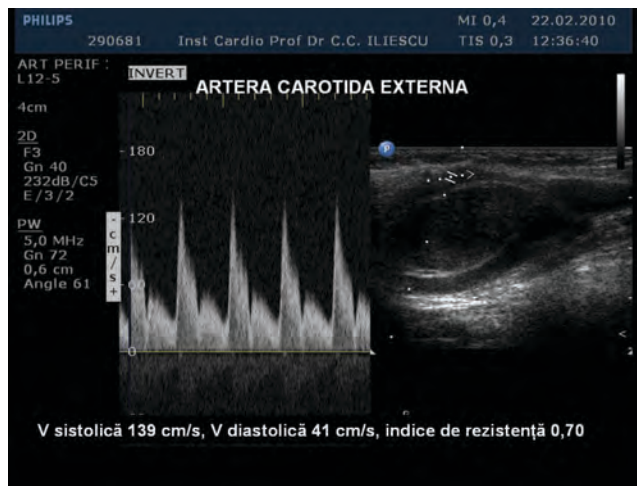 PHILIPS MI 0,4 22.02.2010
290681 Inst Cardio Prof Dr C.C. ILIESCU TIS 0,3 12:36:40
ART PERIF :
L12-5
INVERT
ARTERA CAROTIDA EXTERNA
4cm
2D
F3
Gn 40
232dB/C5
E/3/2
PW
5,0 MHz
Gn 72
0,6 cm
Angle 61
180
120
- cm/s +
60
0
P
V sistolică 139 cm/s, V diastolică 41 cm/s, indice de rezistență 0,70